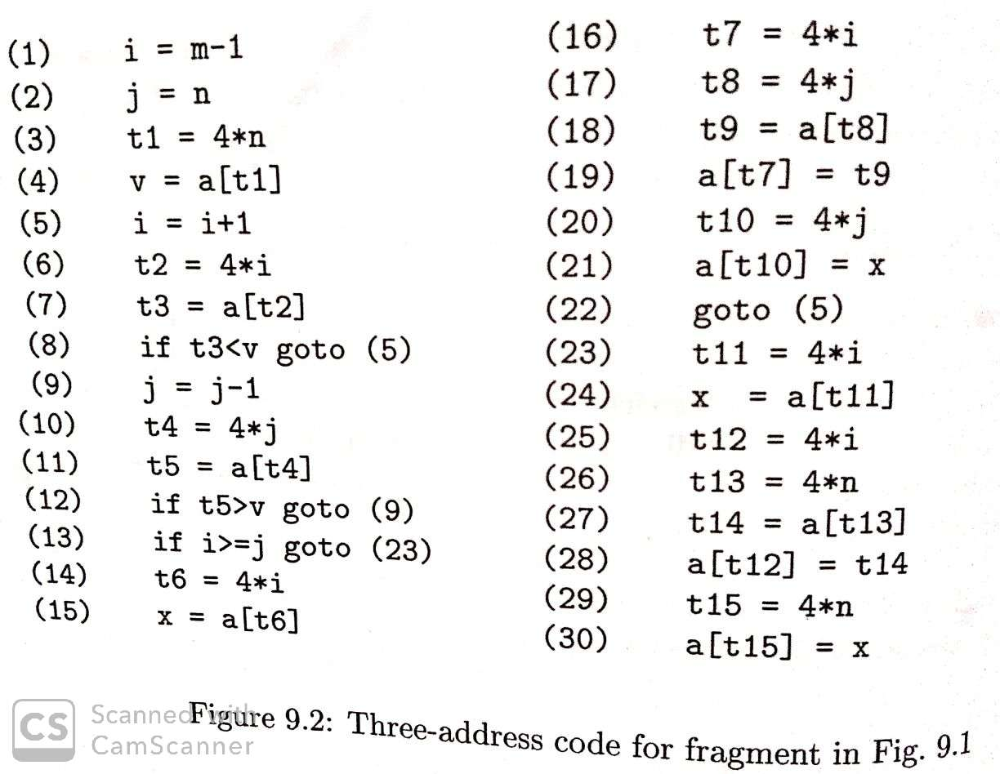 (1) i = m-1
(2) j = n
(3) t1 = 4*n
(4) v = a[t1]
(5) i = i+1
(6) t2 = 4*i
(7) t3 = a[t2]
(8) if t3<v goto (5)
(9) j = j-1
(10) t4 = 4*j
(11) t5 = a[t4]
(12) if t5>v goto (9)
(13) if i>=j goto (23)
(14) t6 = 4*i
(15) x = a[t6]
(16) t7 = 4*i
(17) t8 = 4*j
(18) t9 = a[t8]
(19) a[t7] = t9
(20) t10 = 4*j
(21) a[t10] = x
(22) goto (5)
(23) t11 = 4*i
(24) x = a[t11]
(25) t12 = 4*i
(26) t13 = 4*n
(27) t14 = a[t13]
(28) a[t12] = t14
(29) t15 = 4*n
(30) a[t15] = x
Figure 9.2: Three-address code for fragment in Fig. 9.1
CS
Scanned with
CamScanner